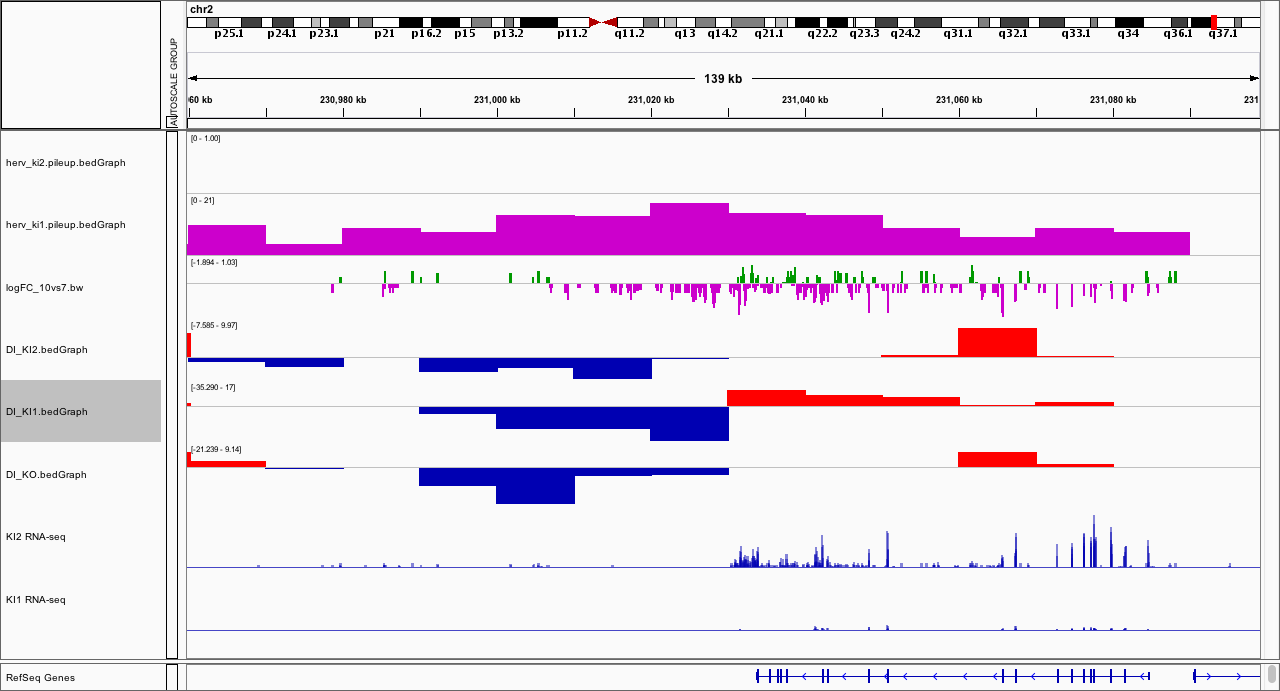 chr2
p25.1 p24.1 p23.1 p21 p16.2 p15 p13.2 p11.2 q11.2 q13 q14.2 q21.1 q22.2 q23.3 q24.2 q31.1 q32.1 q33.1 q34 q36.1 q37.1
AUTOSCALE GROUP
139 kb
60 kb 230,980 kb 231,000 kb 231,020 kb 231,040 kb 231,060 kb 231,080 kb 231
[0 - 1.00]
herv_ki2.pileup.bedGraph
[0 - 21]
herv_ki1.pileup.bedGraph
[-1.894 - 1.03]
logFC_10vs7.bw
[-7.585 - 9.97]
DI_KI2.bedGraph
[-35.290 - 17]
DI_KI1.bedGraph
[-21.239 - 9.14]
DI_KO.bedGraph
KI2 RNA-seq
KI1 RNA-seq
RefSeq Genes